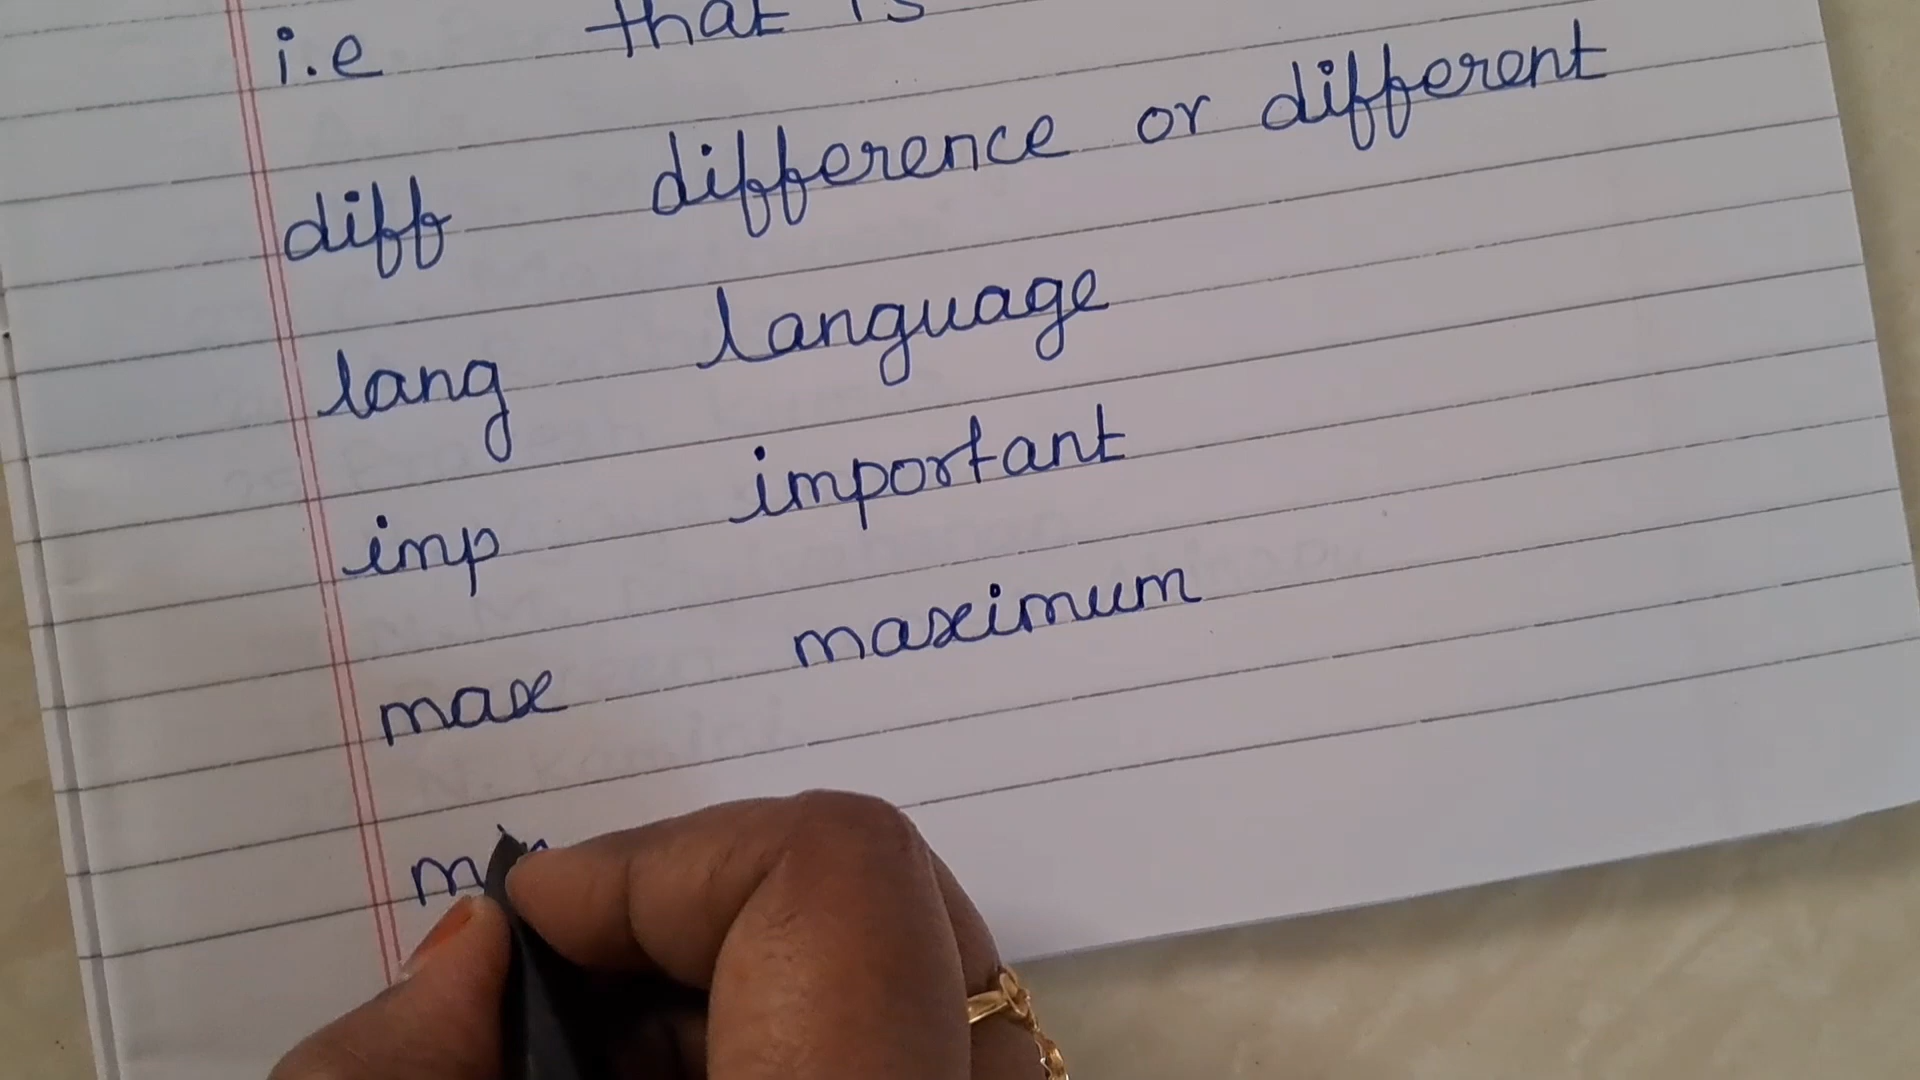 i.e that is
diff difference or different
lang language
imp important
max maximum